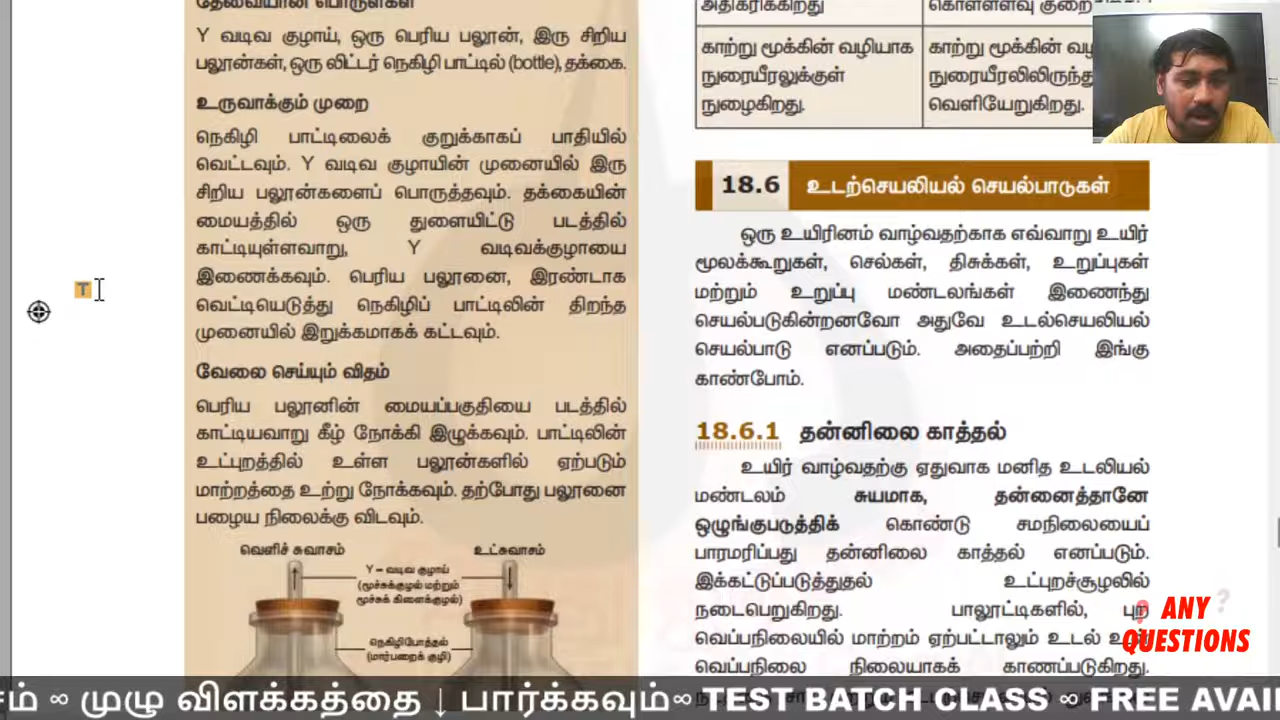 தேவையான பொருள்கள்
Y வடிவ குழாய், ஒரு பெரிய பலூன், இரு சிறிய
பலூன்கள், ஒரு லிட்டர் நெகிழி பாட்டில் (bottle), தக்கை.
உருவாக்கும் முறை
நெகிழி பாட்டிலைக் குறுக்காகப் பாதியில்
வெட்டவும். Y வடிவ குழாயின் முனையில் இரு
சிறிய பலூன்களைப் பொருத்தவும். தக்கையின்
மையத்தில் ஒரு துளையிட்டு படத்தில்
காட்டியுள்ளவாறு, Y வடிவக்குழாயை
இணைக்கவும். பெரிய பலூனை, இரண்டாக
வெட்டியெடுத்து நெகிழிப் பாட்டிலின் திறந்த
முனையில் இறுக்கமாகக் கட்டவும்.
வேலை செய்யும் விதம்
பெரிய பலூனின் மையப்பகுதியை படத்தில்
காட்டியவாறு கீழ் நோக்கி இழுக்கவும். பாட்டிலின்
உட்புறத்தில் உள்ள பலூன்களில் ஏற்படும்
மாற்றத்தை உற்று நோக்கவும். தற்போது பலூனை
பழைய நிலைக்கு விடவும்.
வெளிச் சுவாசம்
உட்சுவாசம்
Y – வடிவ குழாய்
(மூச்சுக்குழல் மற்றும்
மூச்சுக் கிளைக்குழல்)
நெகிழிபோத்தல்
(மார்பறைக் குழி)
T
அதிகரிக்கிறது
காற்று மூக்கின் வழியாக
நுரையீரலுக்குள்
நுழைகிறது.
கொள்ளளவு
காற்று மூக்கின்
நுரையீரலிலிருந்து
வெளியேறுகிறது.
18.6 உடற்செயலியல் செயல்பாடுகள்
ஒரு உயிரினம் வாழ்வதற்காக எவ்வாறு உயிர்
மூலக்கூறுகள், செல்கள், திசுக்கள், உறுப்புகள்
மற்றும் உறுப்பு மண்டலங்கள் இணைந்து
செயல்படுகின்றனவோ அதுவே உடல்செயலியல்
செயல்பாடு எனப்படும். அதைப்பற்றி இங்கு
காண்போம்.
18.6.1 தன்னிலை காத்தல்
உயிர் வாழ்வதற்கு ஏதுவாக மனித உடலியல்
மண்டலம் சுயமாக, தன்னைத்தானே
ஒழுங்குபடுத்திக் கொண்டு சமநிலையைப்
பாரமரிப்பது தன்னிலை காத்தல் எனப்படும்.
இக்கட்டுப்படுத்துதல் உட்புறச்சூழலில்
நடைபெறுகிறது. பாலூட்டிகளில், புற
வெப்பநிலையில் மாற்றம் ஏற்பட்டாலும் உடல்
வெப்பநிலை நிலையாகக் காணப்படுகிறது.
? ANY ?
QUESTIONS
சம் ∞ முழு விளக்கத்தை ↓ பார்க்கவும்∞ TEST BATCH CLASS ∞ FREE AVAI